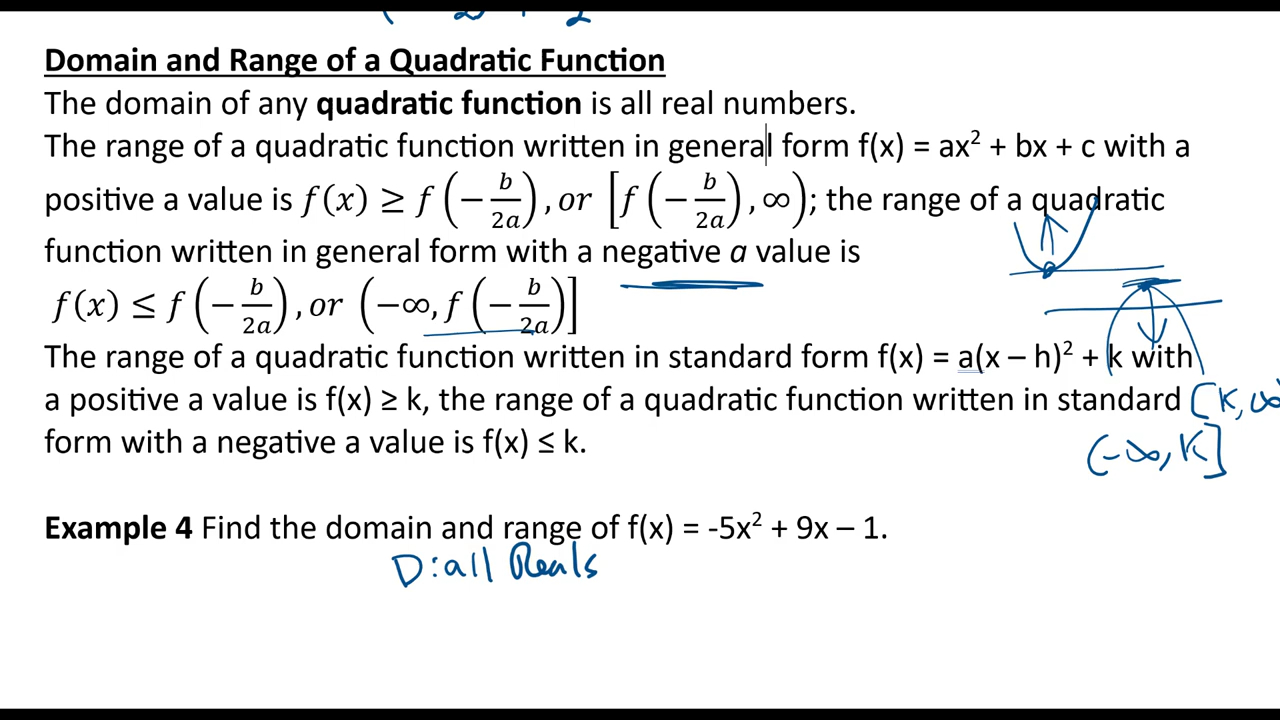 Domain and Range of a Quadratic Function
The domain of any quadratic function is all real numbers.
The range of a quadratic function written in general form f(x) = ax² + bx + c with a
positive a value is f(x) ≥ f(−b/2a), or [f(−b/2a), ∞); the range of a quadratic
function written in general form with a negative a value is
f(x) ≤ f(−b/2a), or (−∞, f(−b/2a)]
The range of a quadratic function written in standard form f(x) = a(x – h)² + k with
a positive a value is f(x) ≥ k, the range of a quadratic function written in standard [k, ∞
form with a negative a value is f(x) ≤ k.
(-∞, k]
Example 4 Find the domain and range of f(x) = -5x² + 9x – 1.
D: all Reals